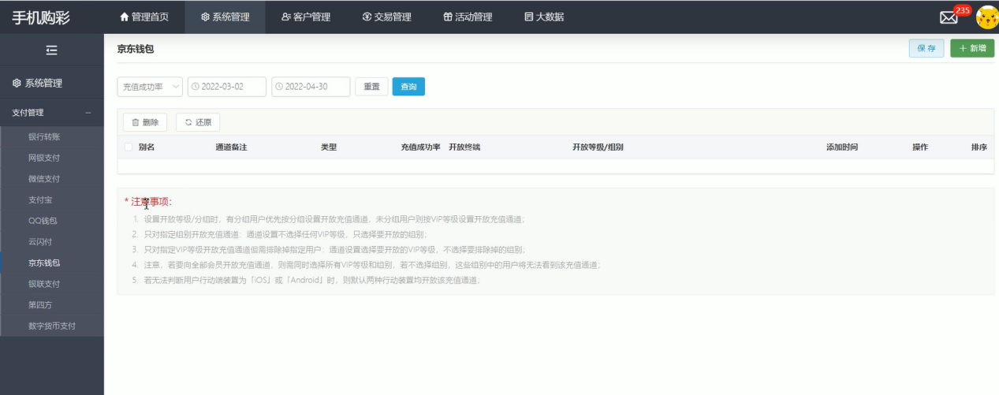 手机购彩
管理首页
系统管理
客户管理
交易管理
活动管理
大数据
235
京东钱包
保存
+ 新增
系统管理
充值成功率
2022-03-02
2022-04-30
重置
查询
支付管理 −
删除
还原
银行转账
网银支付
微信支付
支付宝
QQ钱包
云闪付
京东钱包
银联支付
第四方
数字货币支付
别名 通道备注 类型 充值成功率 开放终端 开放等级/组别 添加时间 操作 排序
* 注意事项:
1. 设置开放等级/分组时，有分组用户优先按分组设置开放充值通道，未分组用户则按VIP等级设置开放充值通道；
2. 只对指定组别开放充值通道：通道设置不选择任何VIP等级，只选择要开放的组别；
3. 只对指定VIP等级开放充值通道但需排除掉指定用户：通道设置选择要开放的VIP等级，不选择要排除掉的组别；
4. 注意，若要向全部会员开放充值通道，则需同时选择所有VIP等级和组别，若不选择组别，这些组别中的用户将无法看到该充值通道；
5. 若无法判断用户行动端装置为「iOS」或「Android」时，则默认两种行动装置均开放该充值通道；